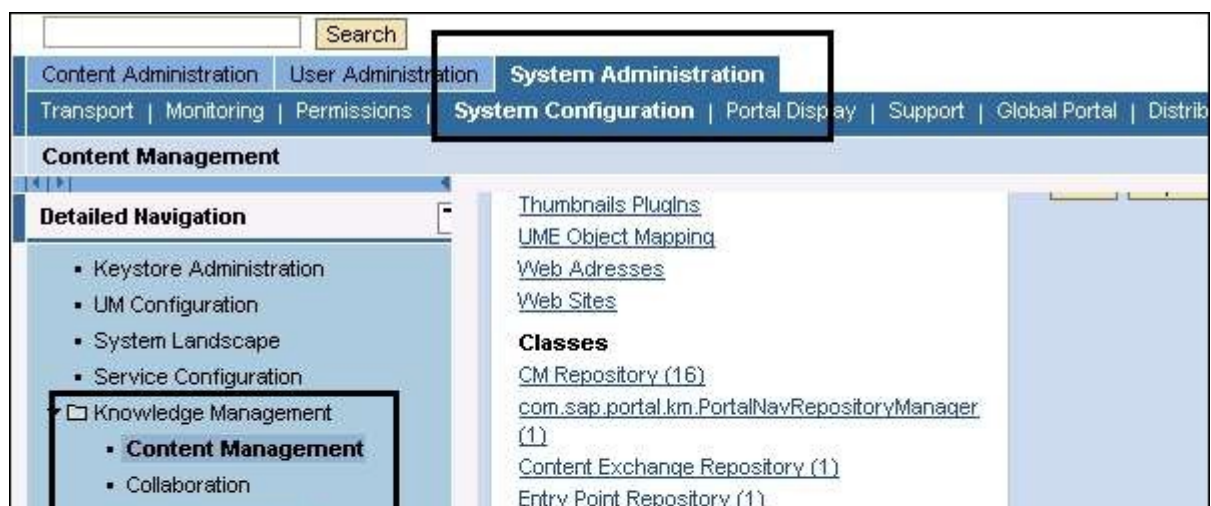 Search
Content Administration User Administration System Administration
Transport | Monitoring | Permissions | System Configuration | Portal Display | Support | Global Portal | Distrib
Content Management
Detailed Navigation
Keystore Administration
UM Configuration
System Landscape
Service Configuration
Knowledge Management
Content Management
Collaboration
Thumbnails PlugIns
UME Object Mapping
Web Adresses
Web Sites
Classes
CM Repository (16)
com.sap.portal.km.PortalNavRepositoryManager
(1)
Content Exchange Repository (1)
Entry Point Repository (1)